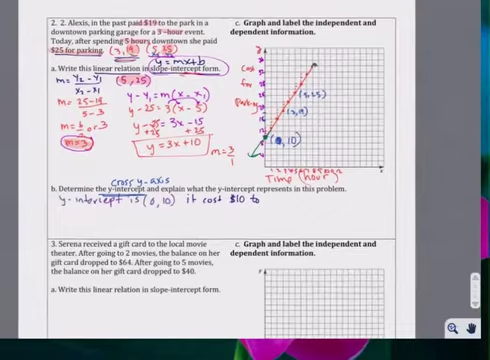 2. 2. Alexis, in the past paid $19 to the park in a
downtown parking garage for a 3-hour event.
Today, after spending 5 hours downtown she paid
$25 for parking. (3, 19) (5, 25)
y = mx + b
a. Write this linear relation in slope-intercept form.
m = y₂ - y₁
x₂ - x₁
(5, 25)
m = 25 - 19
5 - 3
m = 6 or 3
2
m = 3
y - y₁ = m(x - x₁)
y - 25 = 3(x - 5)
y - 25 = 3x - 15
+25 +25
y = 3x + 10
m = 3
1
c. Graph and label the independent and
dependent information.
y
Cost
for
Parking
(5, 25)
(3, 19)
(0, 10)
x
Time (hour)
cross y-axis
b. Determine the y-intercept and explain what the y-intercept represents in this problem.
y-intercept is (0, 10) it cost $10 to
3. Serena received a gift card to the local movie
theater. After going to 2 movies, the balance on her
gift card dropped to $64. After going to 5 movies,
the balance on her gift card dropped to $40.
a. Write this linear relation in slope-intercept form.
c. Graph and label the independent and
dependent information.
Y